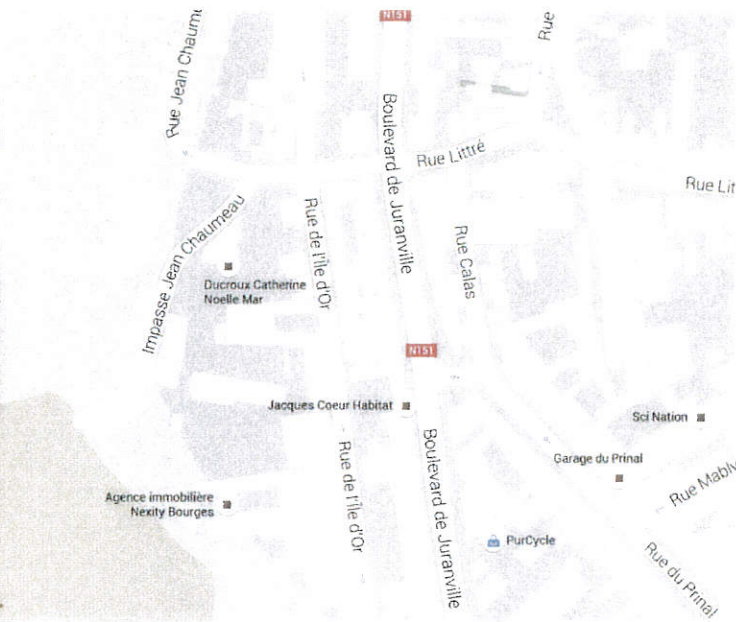 N151
Rue
Rue Jean Chaumeau
Boulevard de Juranville
Rue Littré
Rue Lit
Impasse Jean Chaumeau
Rue de l'Île d'Or
Rue Calas
Ducroux Catherine
Noelle Mar
N151
Jacques Coeur Habitat
Sci Nation
Boulevard de Juranville
Rue de l'Île d'Or
Garage du Prinal
Rue Mably
Agence immobilière
Nexity Bourges
PurCycle
Rue du Prinal